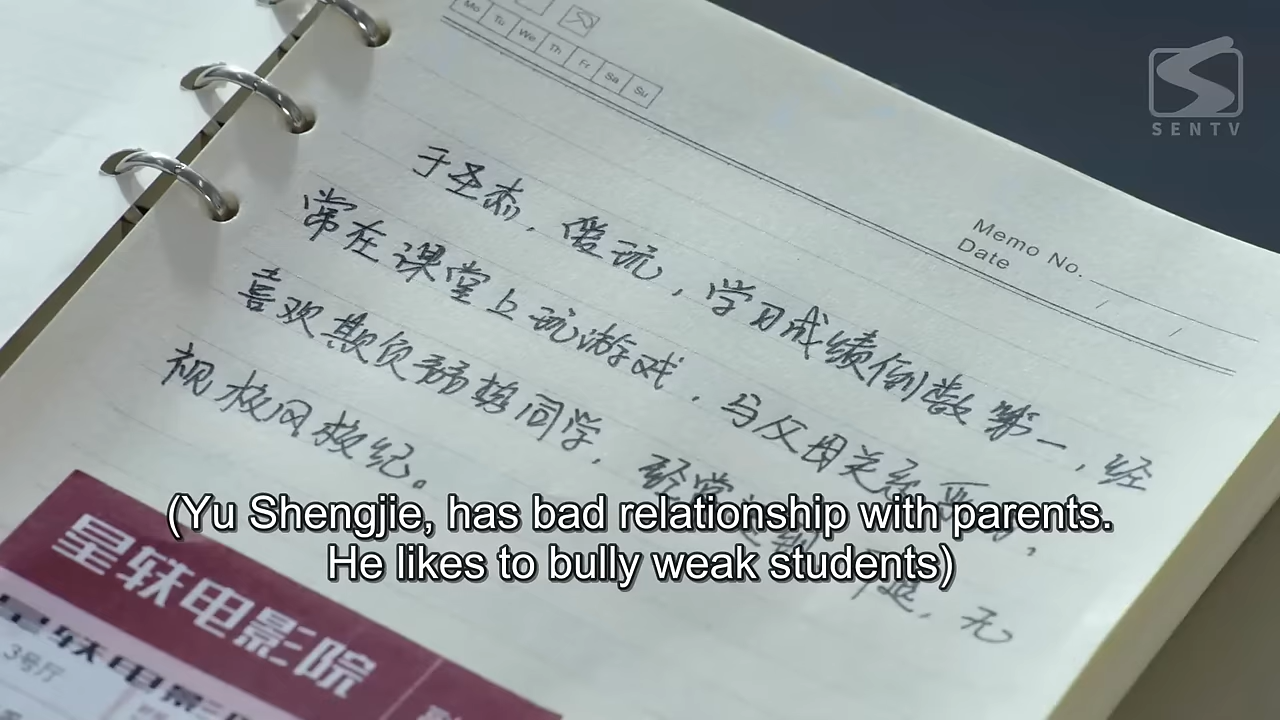 Mo Tu We Th Fr Sa Su
SENTV
Memo No.
Date / /
于圣杰，爱玩，学习成绩倒数第一，经
常在课堂上玩游戏，与父母关系恶，
喜欢欺负弱势同学，经常退，无
视校风校纪。
(Yu Shengjie, has bad relationship with parents.
He likes to bully weak students)
星轶电影院
星轶电影
3号厅